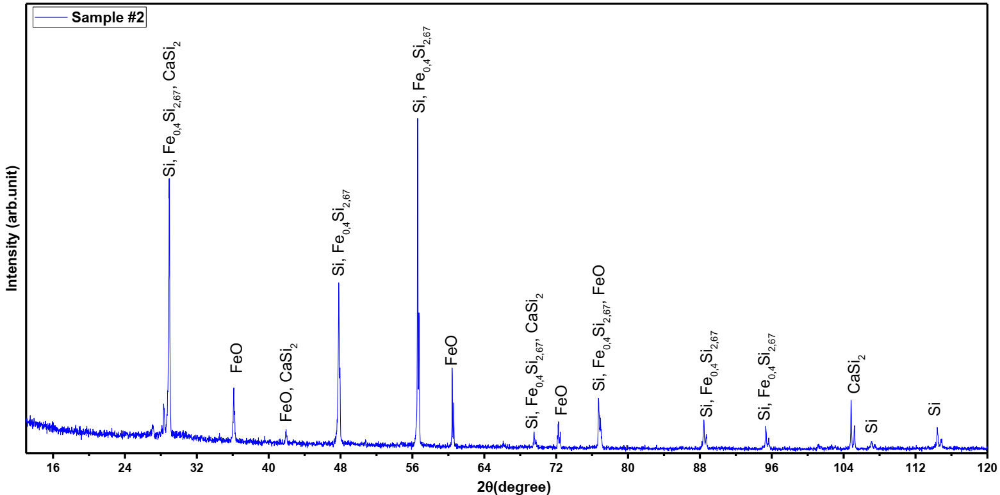 Sample #2
Si, Fe₀,₄Si₂,₆₇, CaSi₂
FeO
FeO, CaSi₂
Si, Fe₀,₄Si₂,₆₇
Si, Fe₀,₄Si₂,₆₇
FeO
Si, Fe₀,₄Si₂,₆₇, CaSi₂
FeO
Si, Fe₀,₄Si₂,₆₇, FeO
Si, Fe₀,₄Si₂,₆₇
Si, Fe₀,₄Si₂,₆₇
CaSi₂
Si
Si
Intensity (arb.unit)
16 24 32 40 48 56 64 72 80 88 96 104 112 120
2θ(degree)